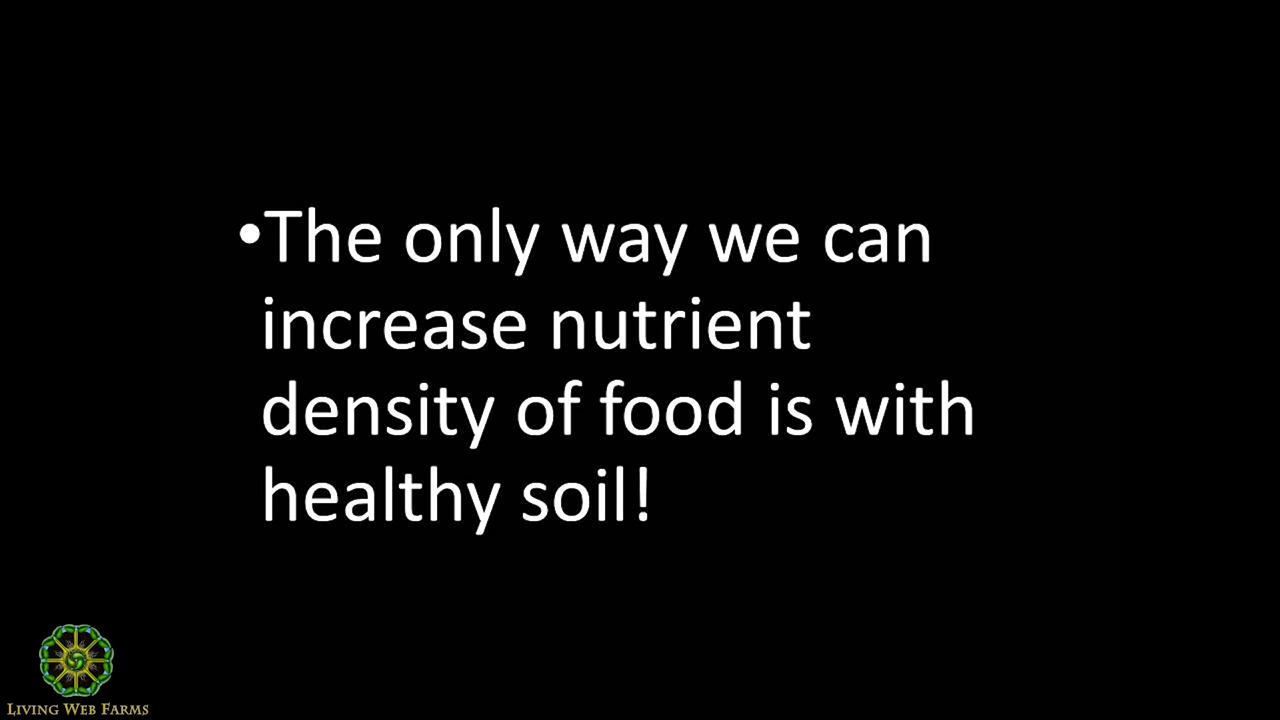 •The only way we can
increase nutrient
density of food is with
healthy soil!
LIVING WEB FARMS